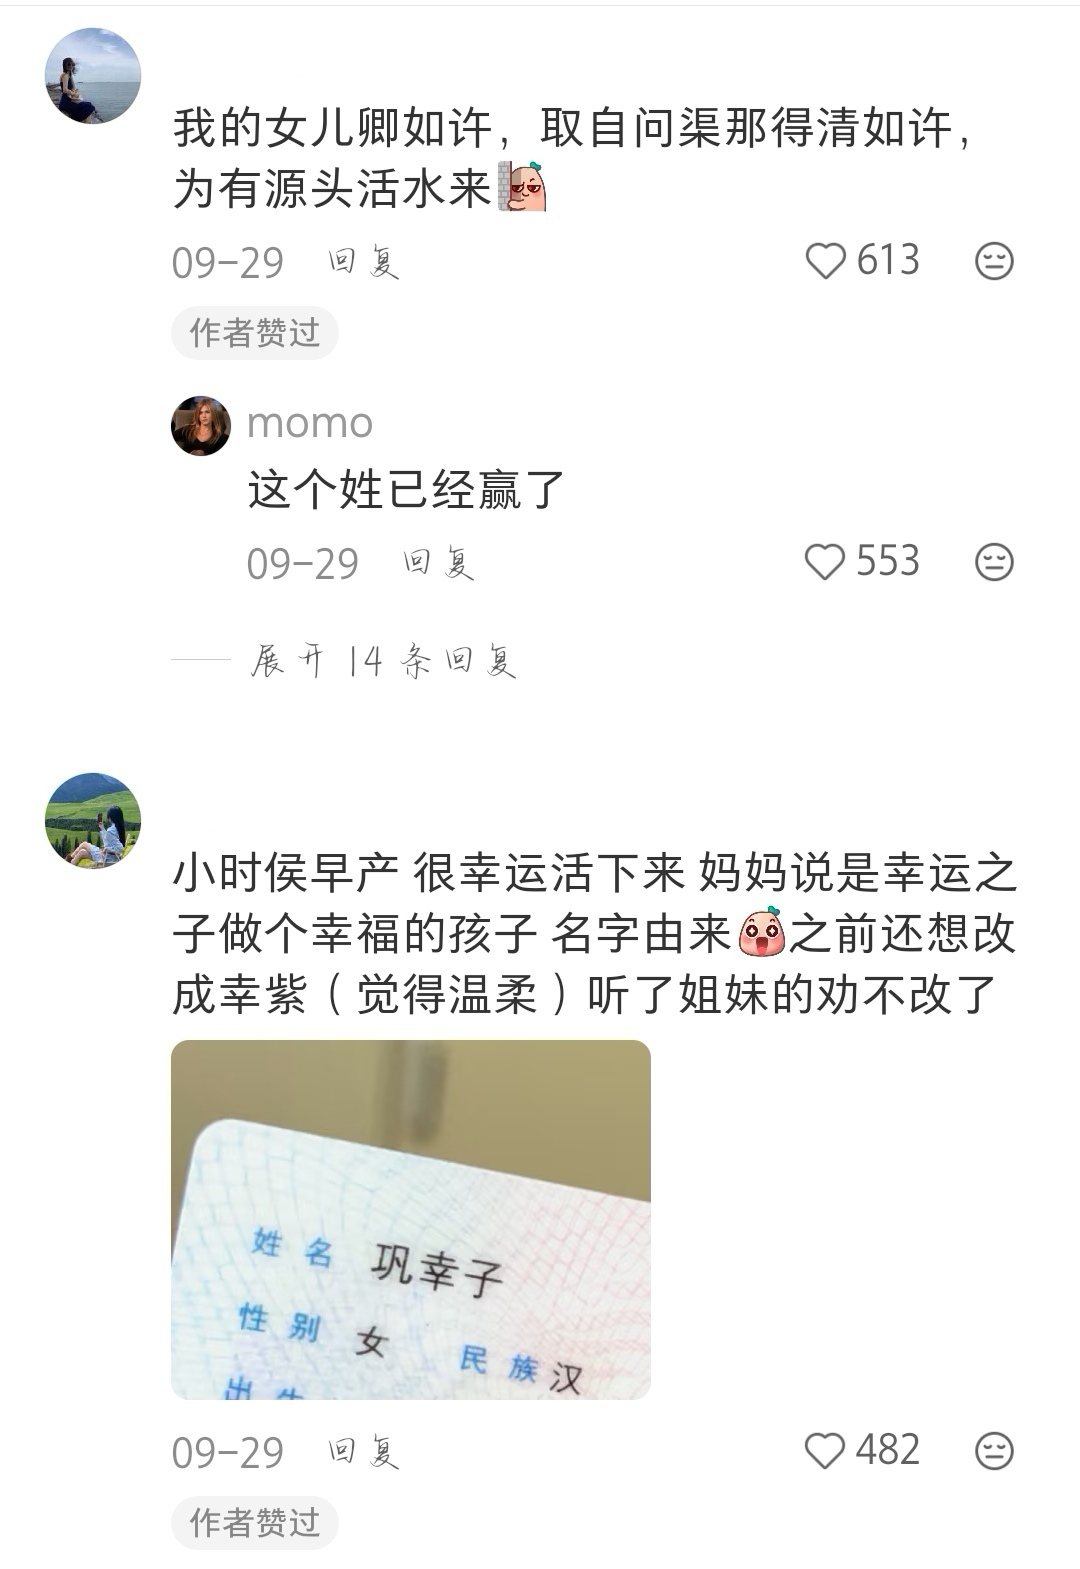 我的女儿卿如许，取自问渠那得清如许，
为有源头活水来
09-29 回复
613
作者赞过
momo
这个姓已经赢了
09-29 回复
553
展开 14 条回复
小时侯早产 很幸运活下来 妈妈说是幸运之
子做个幸福的孩子 名字由来之前还想改
成幸紫（觉得温柔）听了姐妹的劝不改了
姓名 巩幸子
性别 女 民族 汉
09-29 回复
482
作者赞过